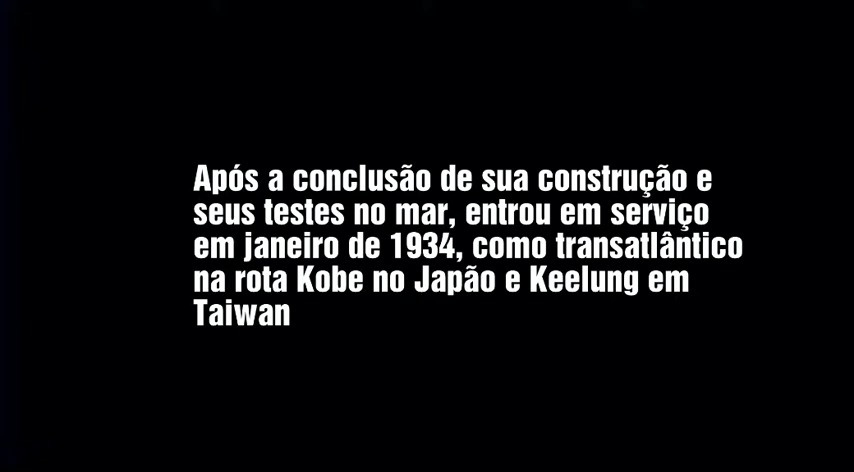 Após a conclusão de sua construção e
seus testes no mar, entrou em serviço
em janeiro de 1934, como transatlântico
na rota Kobe no Japão e Keelung em
Taiwan